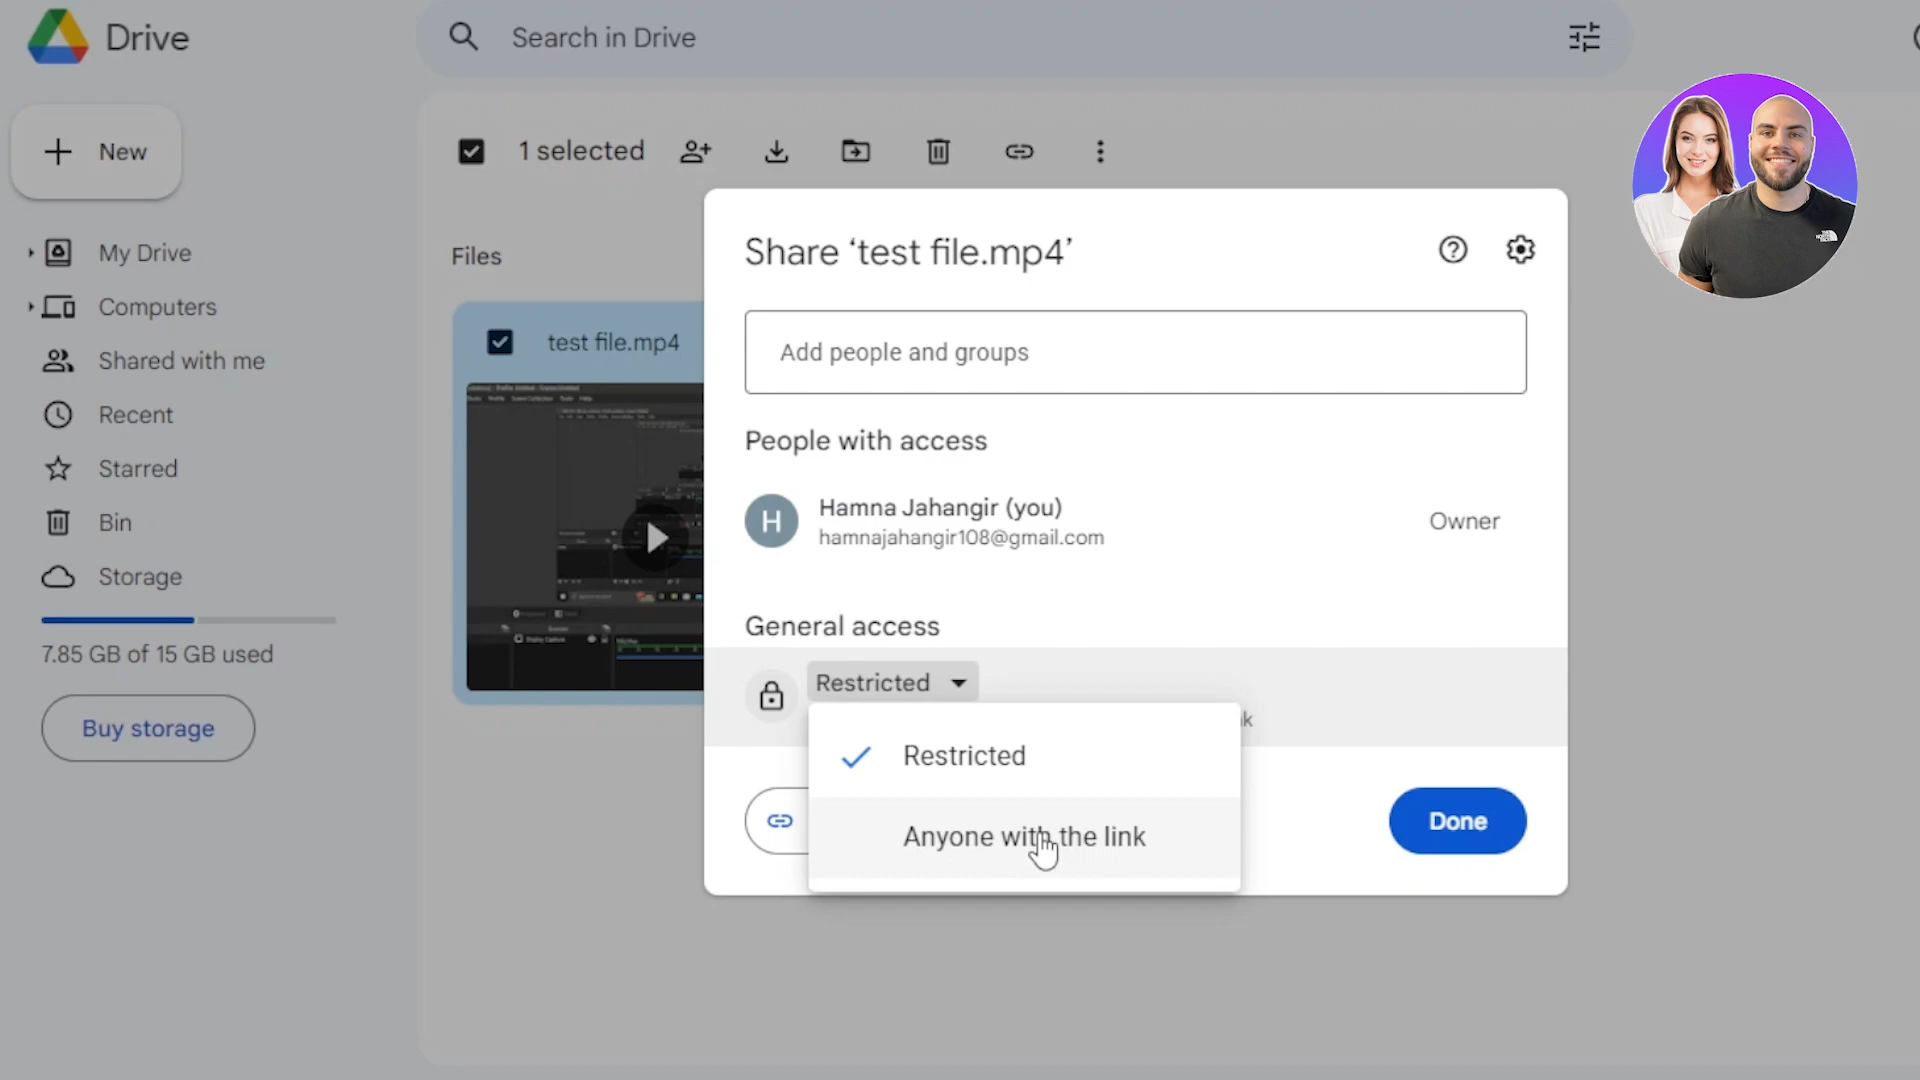 Drive
Search in Drive
New
1 selected
My Drive
Computers
Shared with me
Recent
Starred
Bin
Storage
7.85 GB of 15 GB used
Buy storage
Files
test file.mp4
Share ‘test file.mp4’
Add people and groups
People with access
H
Hamna Jahangir (you)
hamnajahangir108@gmail.com
Owner
General access
Restricted
Restricted
Anyone with the link
Done